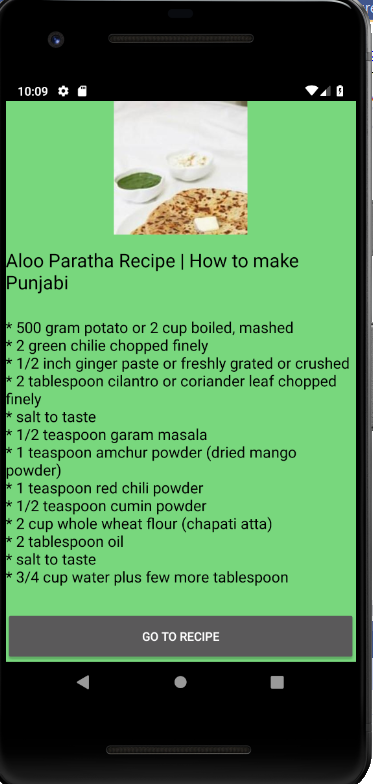 10:09
Aloo Paratha Recipe | How to make
Punjabi
* 500 gram potato or 2 cup boiled, mashed
* 2 green chilie chopped finely
* 1/2 inch ginger paste or freshly grated or crushed
* 2 tablespoon cilantro or coriander leaf chopped
finely
* salt to taste
* 1/2 teaspoon garam masala
* 1 teaspoon amchur powder (dried mango
powder)
* 1 teaspoon red chili powder
* 1/2 teaspoon cumin powder
* 2 cup whole wheat flour (chapati atta)
* 2 tablespoon oil
* salt to taste
* 3/4 cup water plus few more tablespoon
GO TO RECIPE